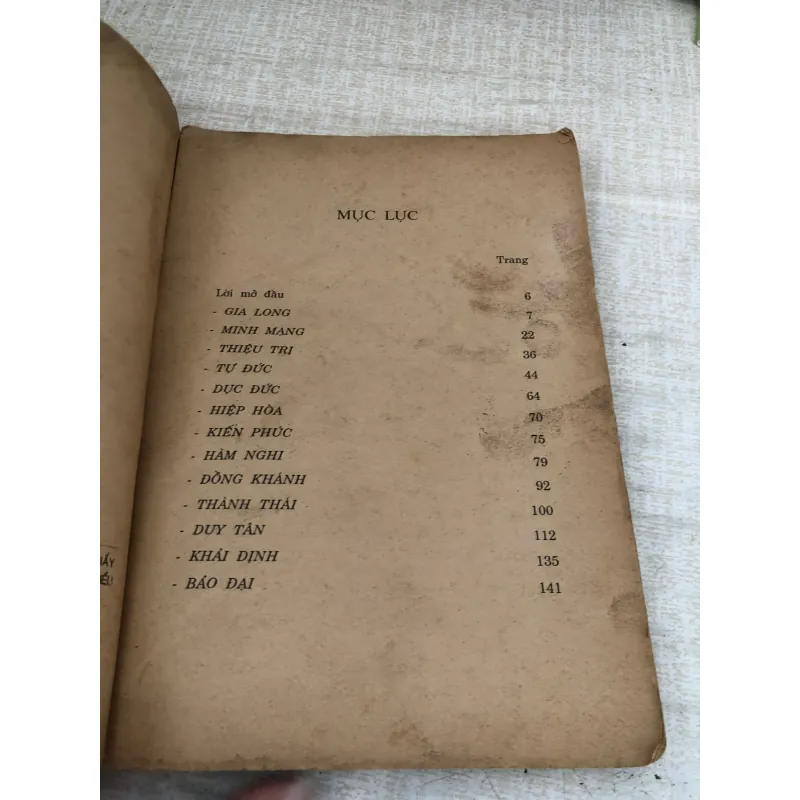 MỤC LỤC
Trang
Lời mở đầu 6
- GIA LONG 7
- MINH MẠNG 22
- THIỆU TRỊ 36
- TỰ ĐỨC 44
- DỤC ĐỨC 64
- HIỆP HÒA 70
- KIẾN PHÚC 75
- HÀM NGHI 79
- ĐỒNG KHÁNH 92
- THÀNH THÁI 100
- DUY TÂN 112
- KHẢI ĐỊNH 135
- BẢO ĐẠI 141